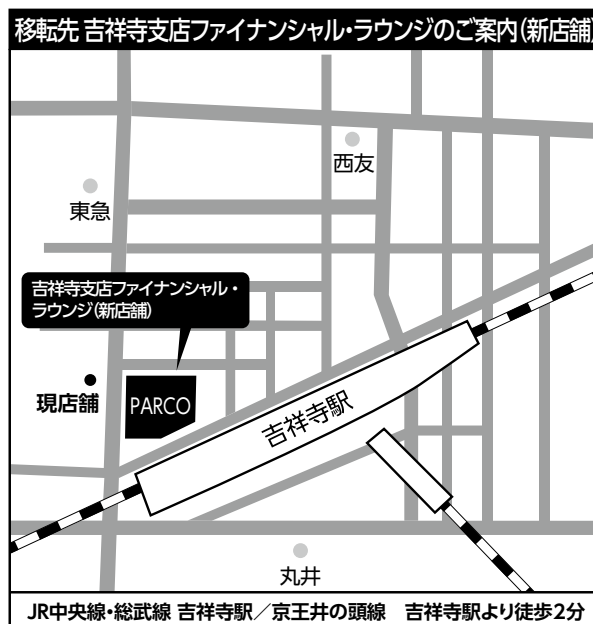 移転先 吉祥寺支店ファイナンシャル・ラウンジのご案内(新店舗)
西友
東急
吉祥寺支店ファイナンシャル・
ラウンジ(新店舗)
現店舗
PARCO
吉祥寺駅
丸井
JR中央線・総武線 吉祥寺駅/京王井の頭線 吉祥寺駅より徒歩2分